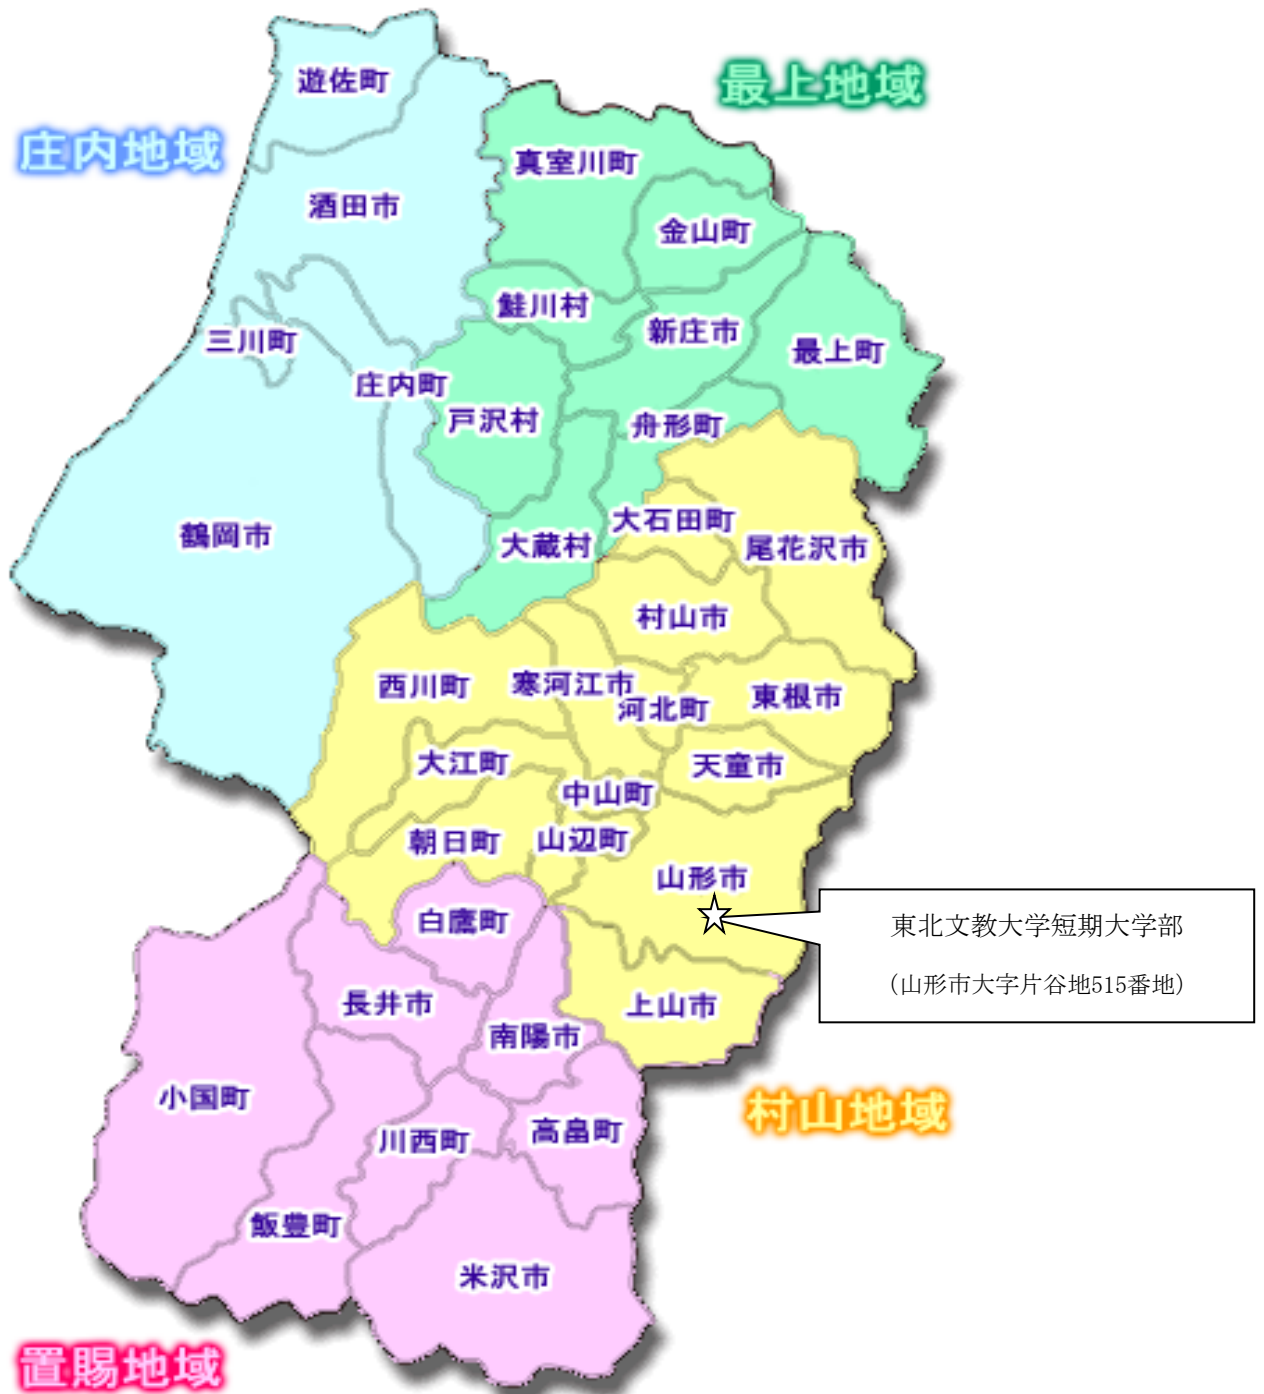 最上地域
遊佐町
庄内地域
真室川町
酒田市
金山町
鮭川村
新庄市
三川町
最上町
庄内町
戸沢村
舟形町
大石田町
鶴岡市
大蔵村
尾花沢市
村山市
西川町
寒河江市
東根市
河北町
大江町
天童市
中山町
朝日町
山辺町
山形市
白鷹町
東北文教大学短期大学部
(山形市大字片谷地515番地)
長井市
上山市
南陽市
小国町
村山地域
川西町
高畠町
飯豊町
米沢市
置賜地域